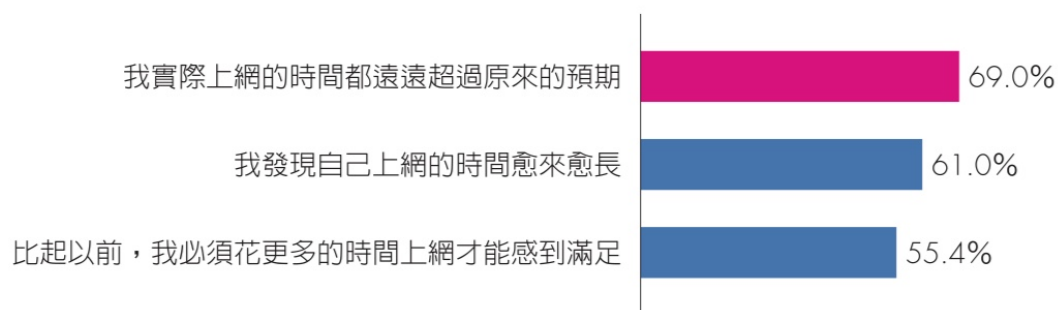 我實際上網的時間都遠遠超過原來的預期 69.0%
我發現自己上網的時間愈來愈長 61.0%
比起以前，我必須花更多的時間上網才能感到滿足 55.4%